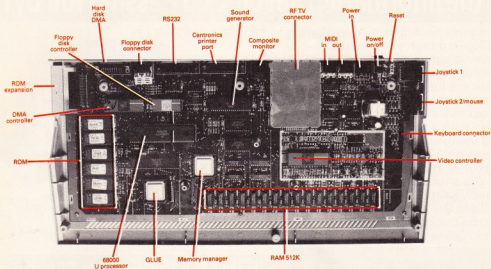 Hard
disk
DMA
Floppy
disk
controller
Floppy disk
connector
RS232
Centronics
printer
port
Sound
generator
Composite
monitor
RF TV
connector
MIDI
in out
Power
in
Power
on/off
Reset
ROM
expansion
DMA
controller
ROM
68000
U processor
GLUE
Memory manager
RAM 512K
Joystick 1
Joystick 2/mouse
Keyboard connector
Video controller